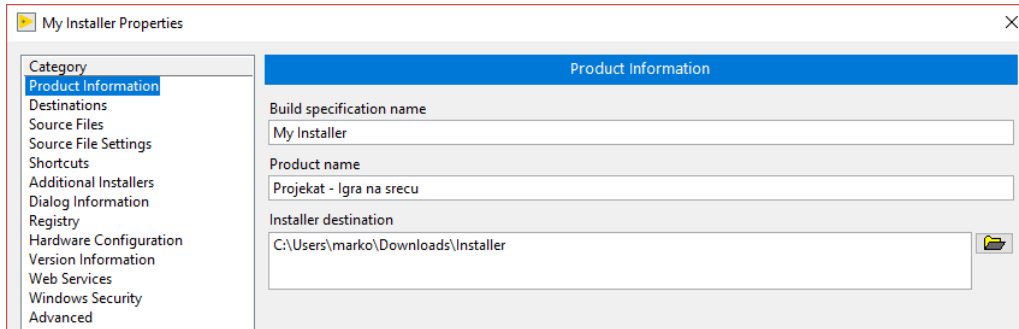 My Installer Properties
Category
Product Information
Destinations
Source Files
Source File Settings
Shortcuts
Additional Installers
Dialog Information
Registry
Hardware Configuration
Version Information
Web Services
Windows Security
Advanced
Product Information
Build specification name
My Installer
Product name
Projekat - Igra na srecu
Installer destination
C:\Users\marko\Downloads\Installer